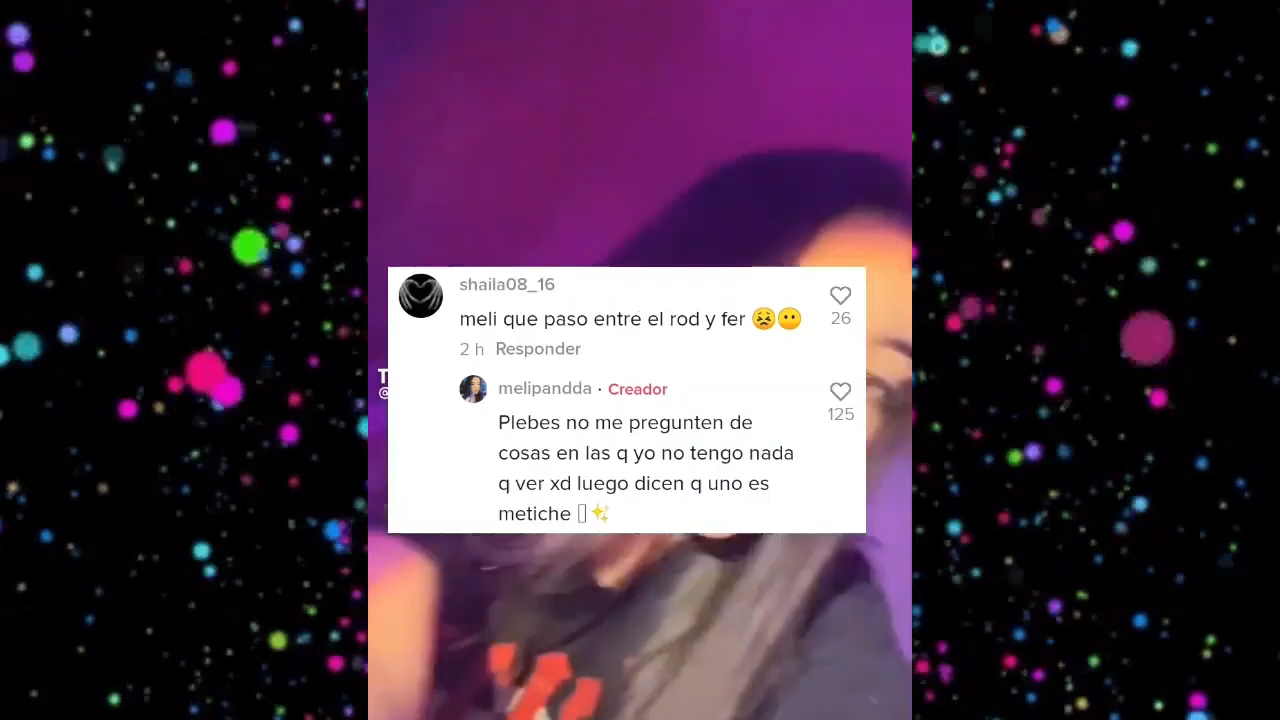 shaila08_16
meli que paso entre el rod y fer 😣😶
26
2 h Responder
melipandda · Creador
Plebes no me pregunten de
cosas en las q yo no tengo nada
q ver xd luego dicen q uno es
metiche ▯✨
125
T
@